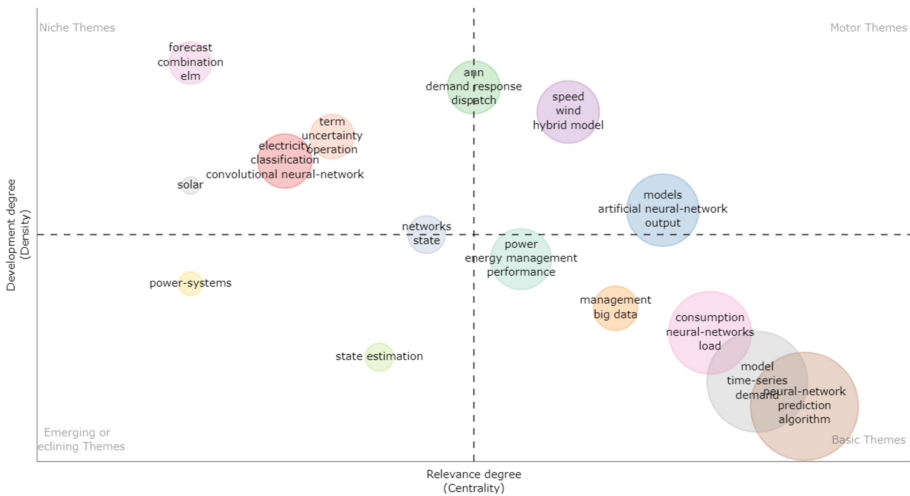 Niche Themes
Motor Themes
forecast
combination
elm
ann
demand response
dispatch
speed
wind
hybrid model
term
uncertainty
operation
electricity
classification
convolutional neural-network
solar
models
artificial neural-network
output
networks
state
power
energy management
performance
power-systems
management
big data
consumption
neural-networks
load
state estimation
model
time-series
demand
neural-network
prediction
algorithm
Emerging or
eclining Themes
Basic Themes
Development degree
(Density)
Relevance degree
(Centrality)